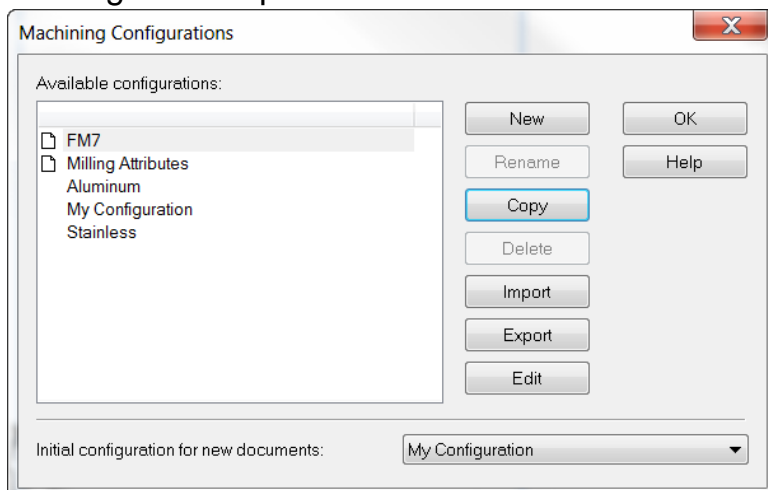 Machining Configurations
X
Available configurations:
FM7
Milling Attributes
Aluminum
My Configuration
Stainless
New
OK
Rename
Help
Copy
Delete
Import
Export
Edit
Initial configuration for new documents:
My Configuration